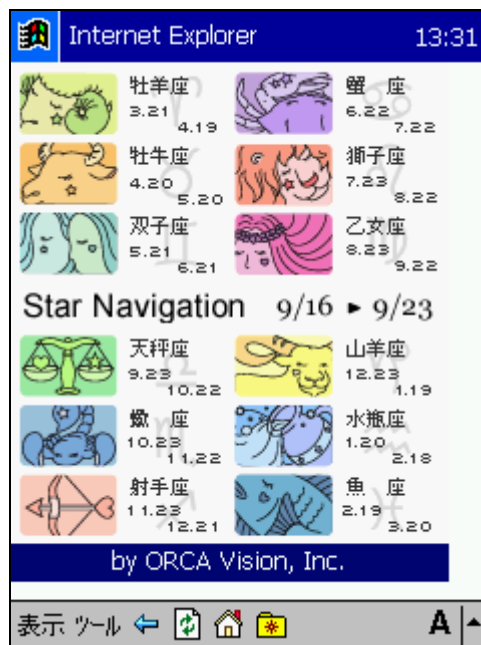 Internet Explorer 13:31
牡羊座
3.21
4.19
蟹 座
6.22
7.22
牡牛座
4.20
5.20
獅子座
7.23
8.22
双子座
5.21
6.21
乙女座
8.23
9.22
Star Navigation 9/16 ► 9/23
天秤座
9.23
10.22
山羊座
12.23
1.19
蠍 座
10.23
11.22
水瓶座
1.20
2.18
射手座
11.23
12.21
魚 座
2.19
3.20
by ORCA Vision, Inc.
表示 ツール A